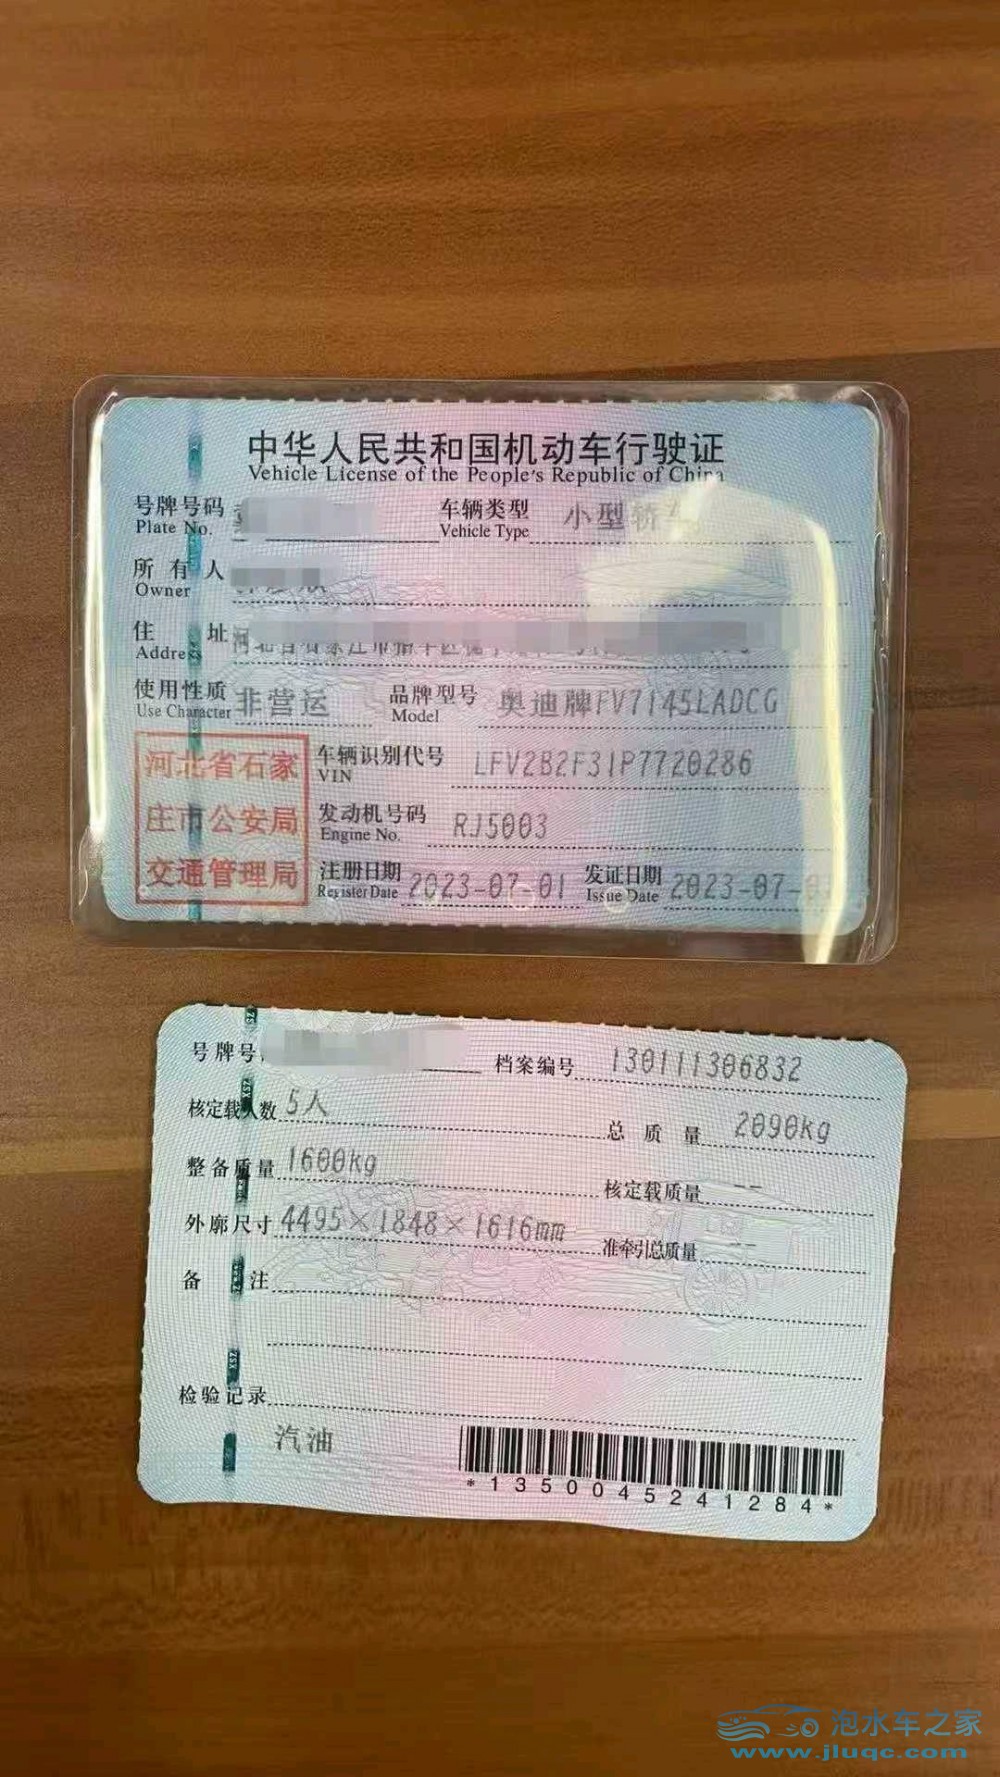 中华人民共和国机动车行驶证
Vehicle License of the People's Republic of China
号牌号码 车辆类型 小型轿车
Plate No. Vehicle Type
所有人
Owner
住址
Address
使用性质 非营运 品牌型号 奥迪牌FV7145LADCG
Use Character Model
河北省石家
庄市公安局
交通管理局
车辆识别代号 LFV2B2F31P7720286
VIN
发动机号码 RJ5003
Engine No.
注册日期 2023-07-01 发证日期 2023-07-
Register Date Issue Date
号牌号 档案编号 130111306832
核定载人数 5人 总质量 2090kg
整备质量 1600kg 核定载质量 --
外廓尺寸 4495×1848×1616mm 准牵引总质量 --
备注
检验记录
汽油
*1350045241284*
泡水车之家
www.jluqc.com